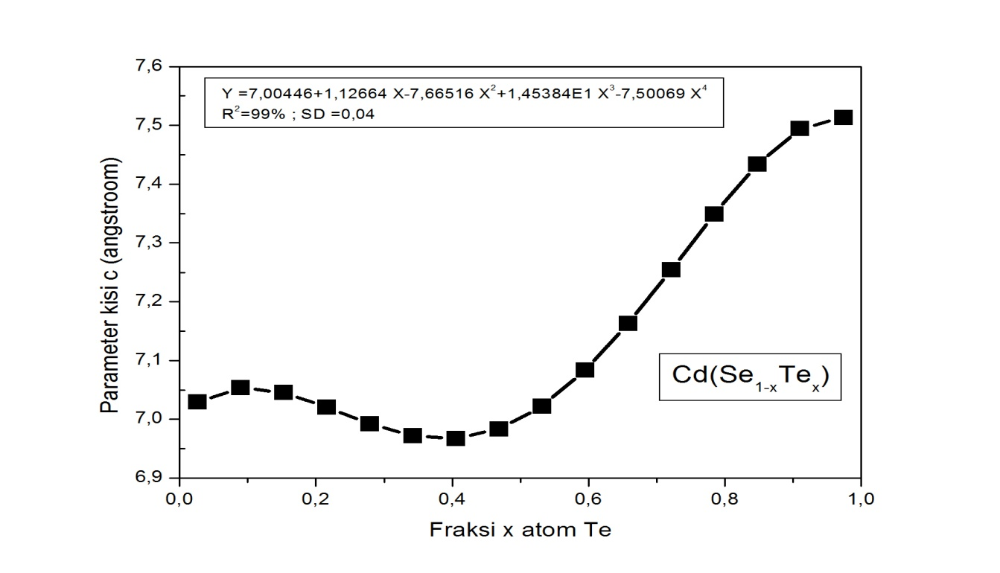 Y =7,00446+1,12664 X-7,66516 X²+1,45384E1 X³-7,50069 X⁴
R²=99% ; SD =0,04
7,6
7,5
7,4
7,3
7,2
7,1
7,0
6,9
Parameter kisi c (angstroom)
Cd(Se₁₋ₓTeₓ)
0,0 0,2 0,4 0,6 0,8 1,0
Fraksi x atom Te